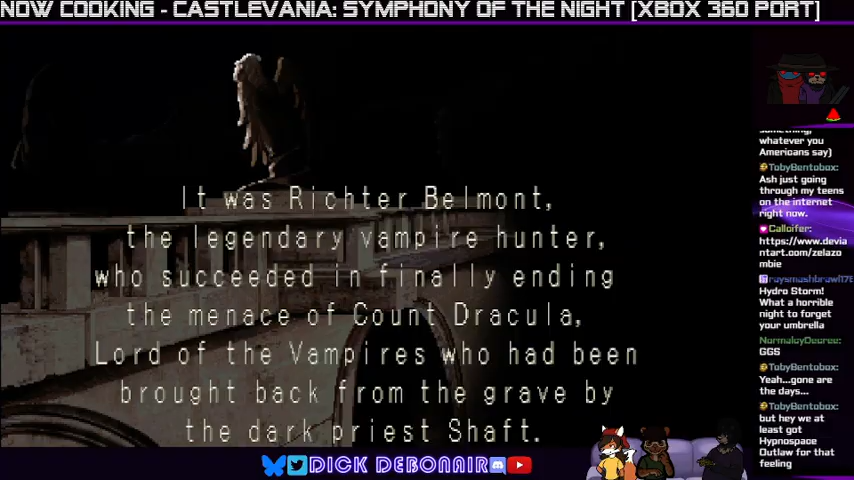 NOW COOKING - CASTLEVANIA: SYMPHONY OF THE NIGHT [XBOX 360 PORT]
It was Richter Belmont,
the legendary vampire hunter,
who succeeded in finally ending
the menace of Count Dracula,
Lord of the Vampires who had been
brought back from the grave by
the dark priest Shaft.
something,
whatever you
Americans say)
TobyBentobox:
Ash just going
through my teens
on the internet
right now.
Calloifer:
https://www.devia
ntart.com/zelazo
mbie
raysmashbrawl17:
Hydro Storm!
What a horrible
night to forget
your umbrella
NormalcyDecree:
GGS
TobyBentobox:
Yeah...gone are
the days...
TobyBentobox:
but hey we at
least got
Hypnospace
Outlaw for that
feeling
DICK DEBONAIR